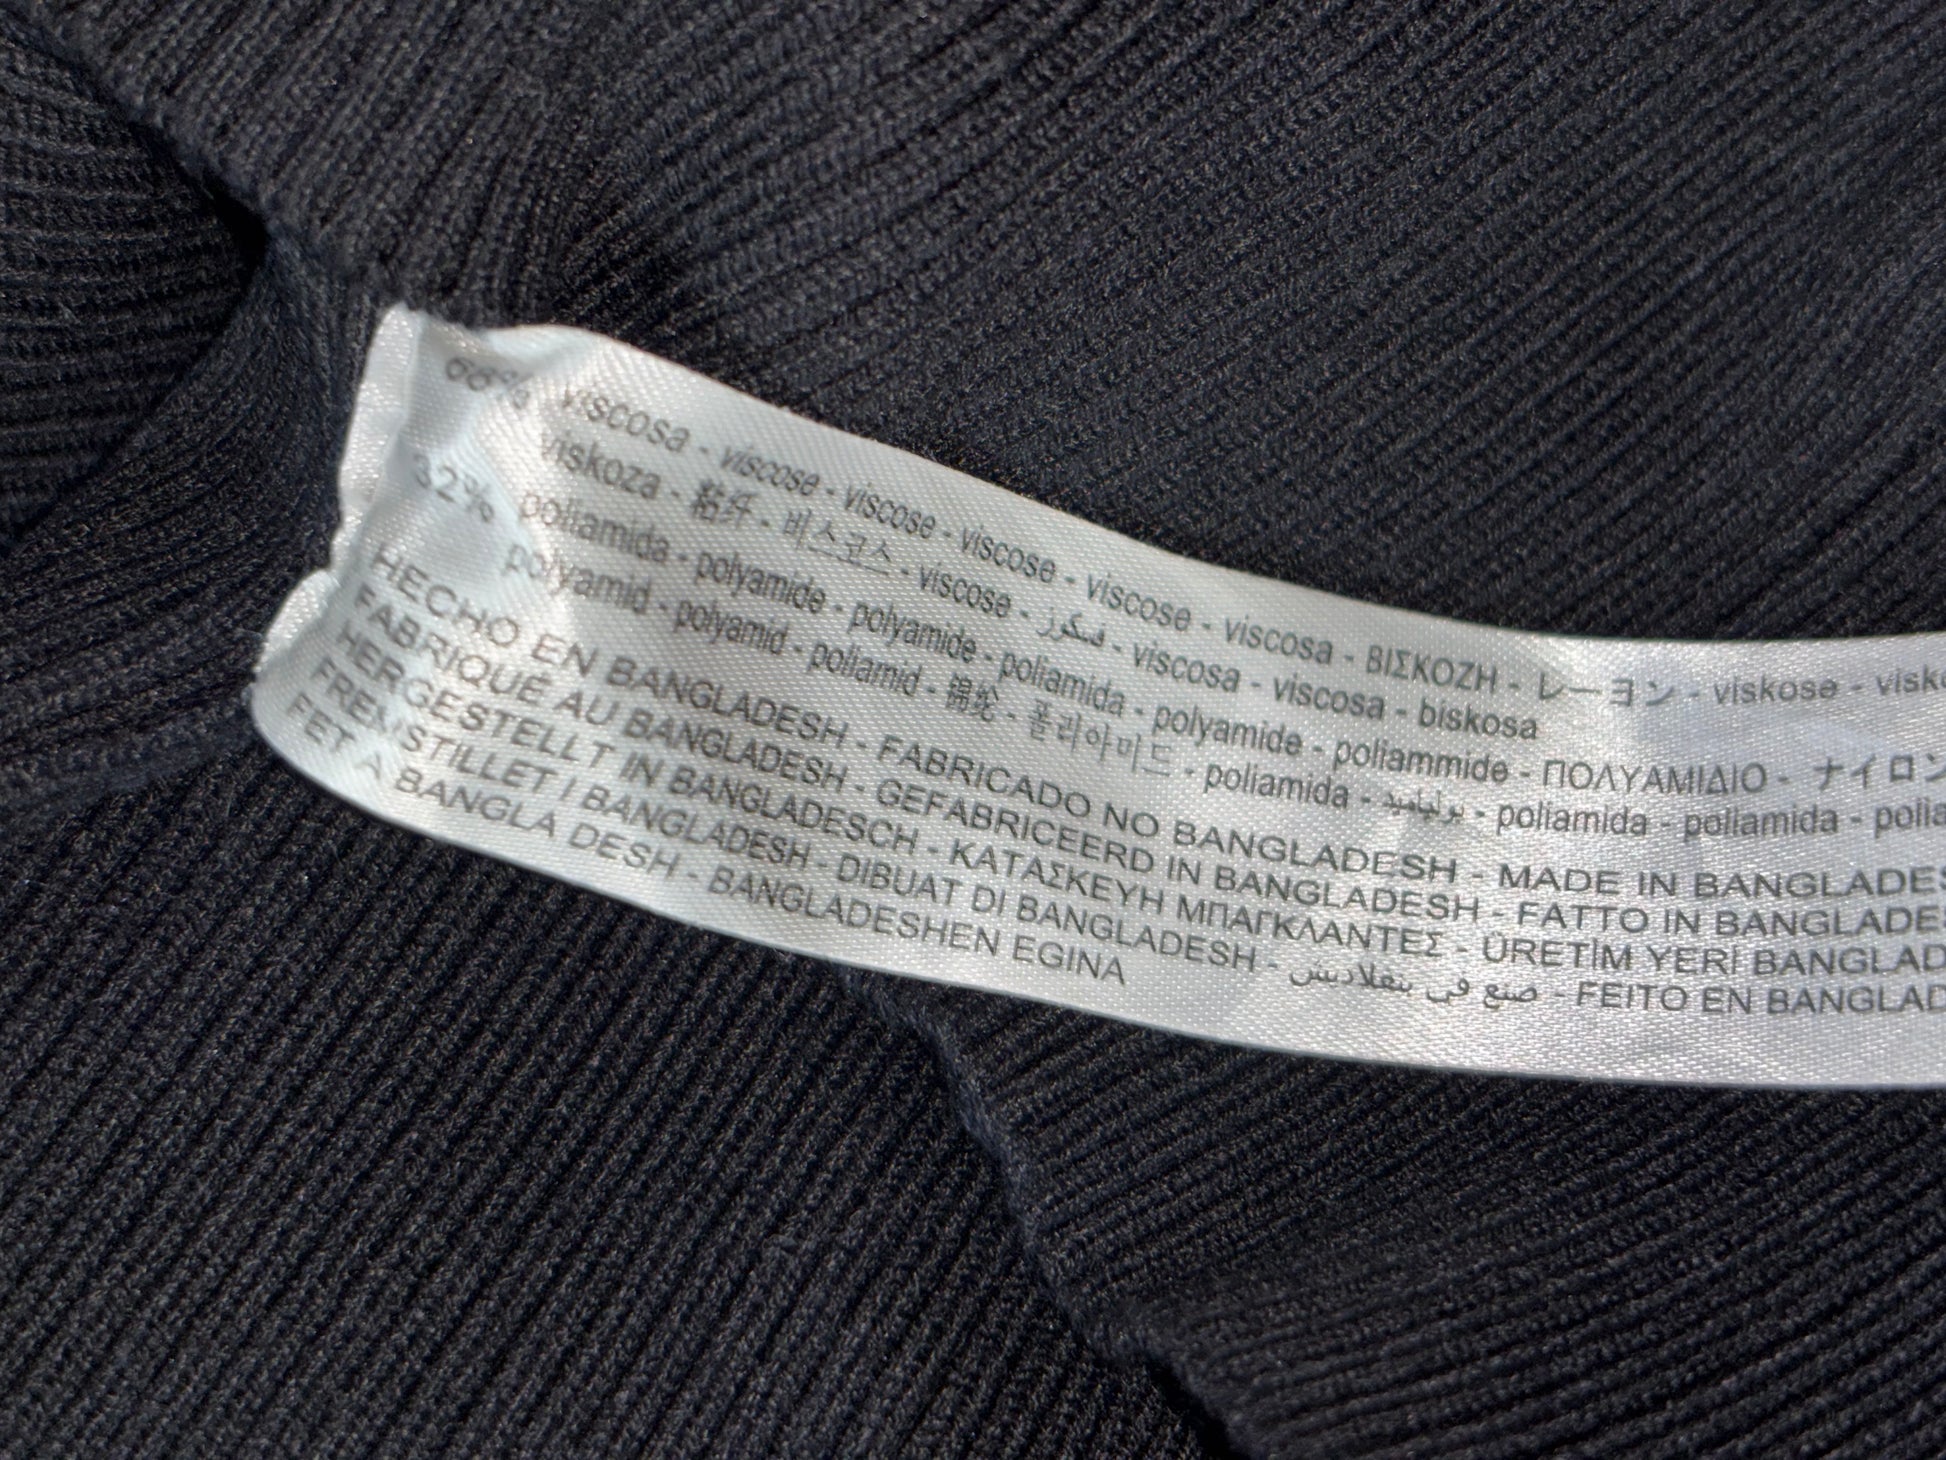 66% viscosa - viscose - viscose - viscose - viscose - viscosa - ΒΙΣΚΟΖΗ - レーヨン - viskose -
viskoza - 粘纤 - 비스코스 - viscose - فسكوز - viscosa - viscosa - biskosa
32% poliamida - polyamide - polyamide - poliamida - polyamide - poliammide - ΠΟΛΥΑΜΙΔΙΟ - ナイロン
polyamid - polyamid - poliamid - 锦纶 - 폴리아미드 - poliamida - بولياميد - poliamida - poliamida -
HECHO EN BANGLADESH - FABRICADO NO BANGLADESH - MADE IN BANGLADES
FABRIQUÉ AU BANGLADESH - GEFABRICEERD IN BANGLADESH - FATTO IN BANGLADE
HERGESTELLT IN BANGLADESCH - ΚΑΤΑΣΚΕΥΗ ΜΠΑΓΚΛΑΝΤΕΣ - ÜRETİM YERİ BANGLAD
FREMSTILLET I BANGLADESH - DIBUAT DI BANGLADESH - صنع في بنغلاديش - FEITO EN BANGLAD
FET A BANGLA DESH - BANGLADESHEN EGINA